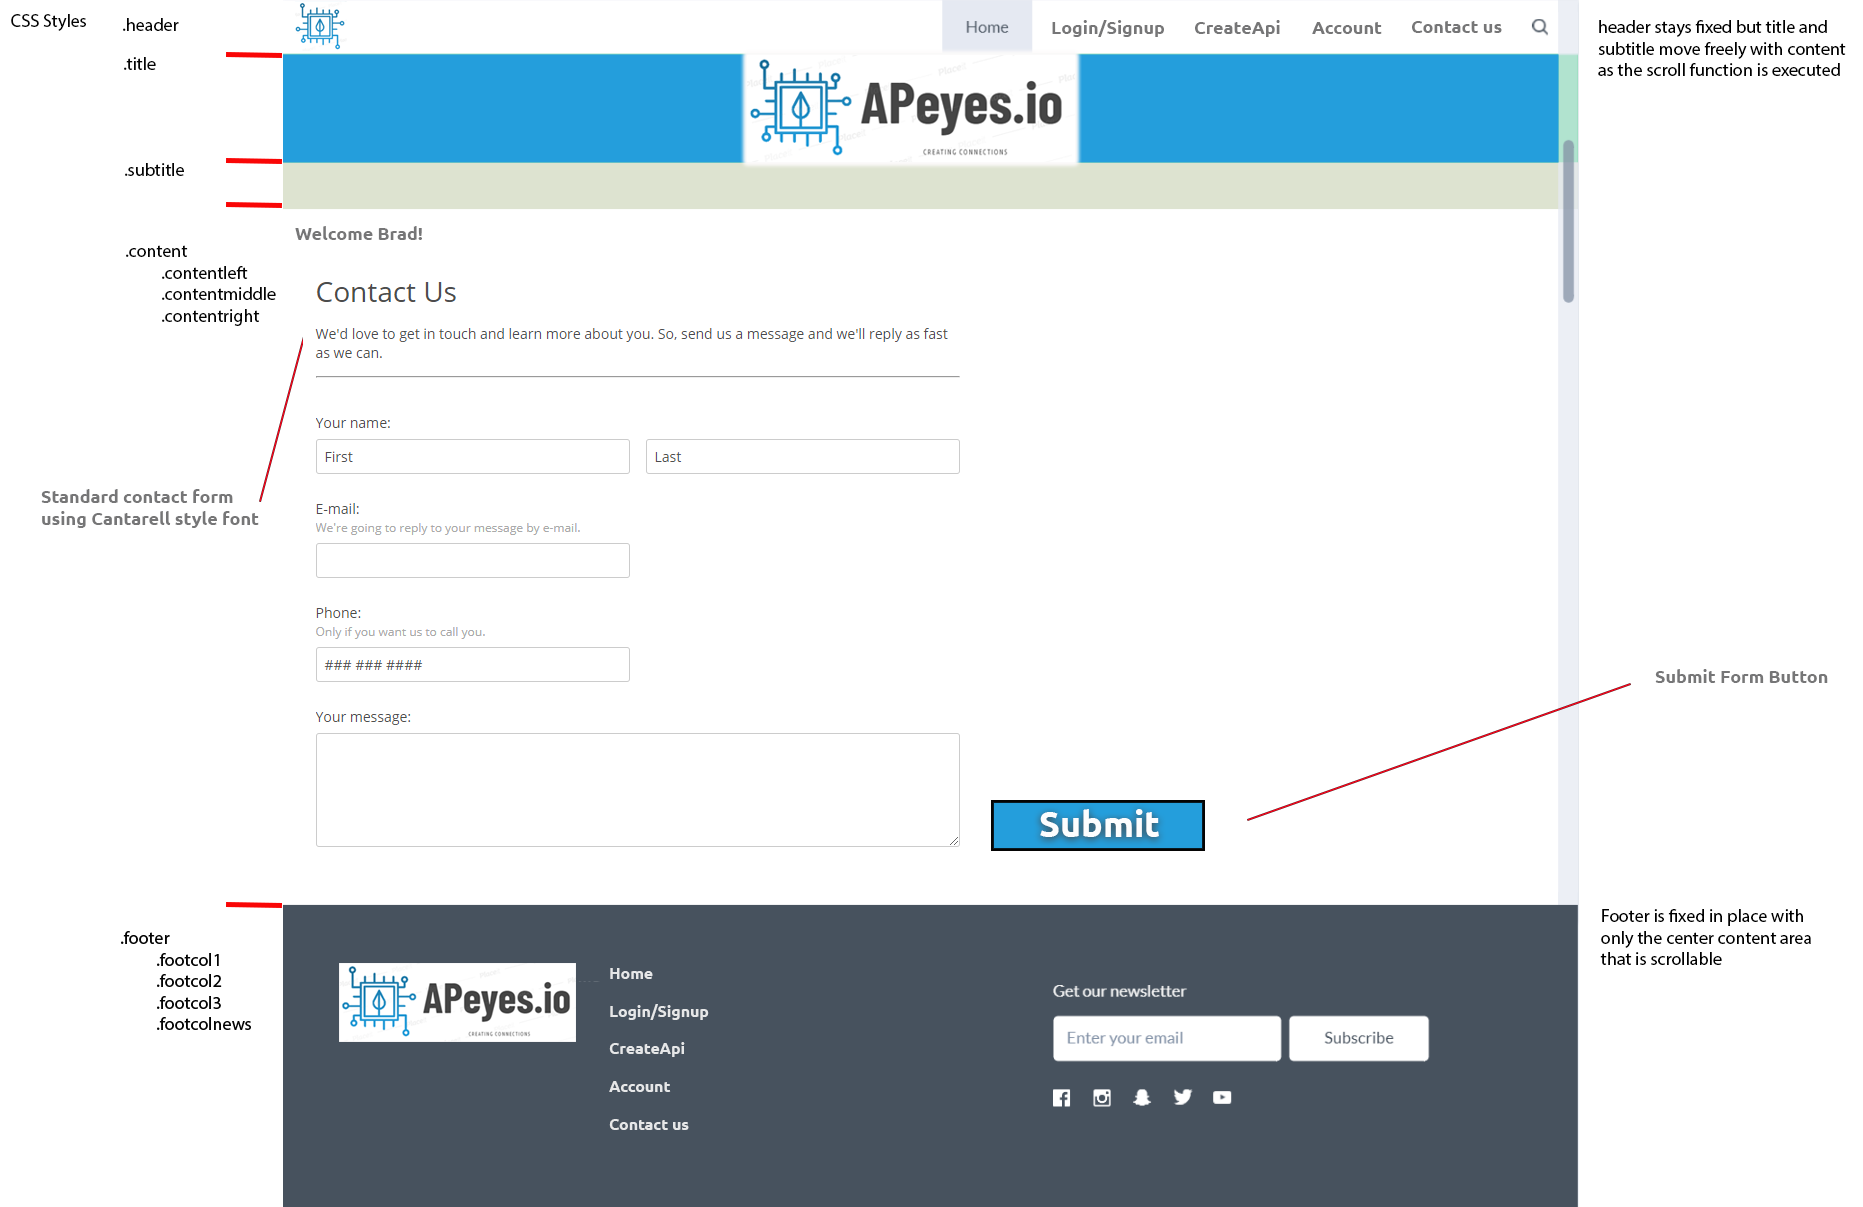 CSS Styles
.header
.title
.subtitle
.content
.contentleft
.contentmiddle
.contentright
Standard contact form
using Cantarell style font
.footer
.footcol1
.footcol2
.footcol3
.footcolnews
Home Login/Signup CreateApi Account Contact us
APeyes.io
CREATING CONNECTIONS
Welcome Brad!
Contact Us
We'd love to get in touch and learn more about you. So, send us a message and we'll reply as fast
as we can.
Your name:
First Last
E-mail:
We're going to reply to your message by e-mail.
Phone:
Only if you want us to call you.
### ### ####
Your message:
Submit
APeyes.io
CREATING CONNECTIONS
Home
Login/Signup
CreateApi
Account
Contact us
Get our newsletter
Enter your email Subscribe
header stays fixed but title and
subtitle move freely with content
as the scroll function is executed
Submit Form Button
Footer is fixed in place with
only the center content area
that is scrollable